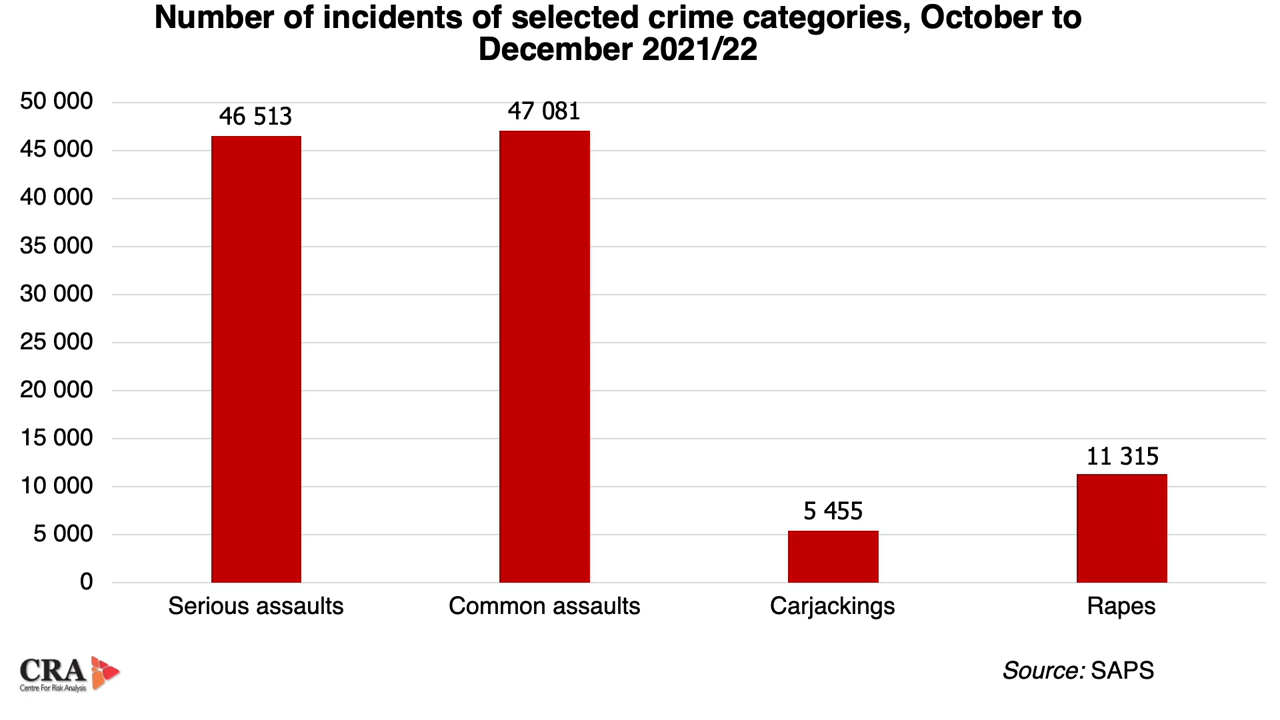 Number of incidents of selected crime categories, October to
December 2021/22
50 000
45 000
40 000
35 000
30 000
25 000
20 000
15 000
10 000
5 000
0
46 513
47 081
5 455
11 315
Serious assaults
Common assaults
Carjackings
Rapes
CRA
Centre For Risk Analysis
Source: SAPS